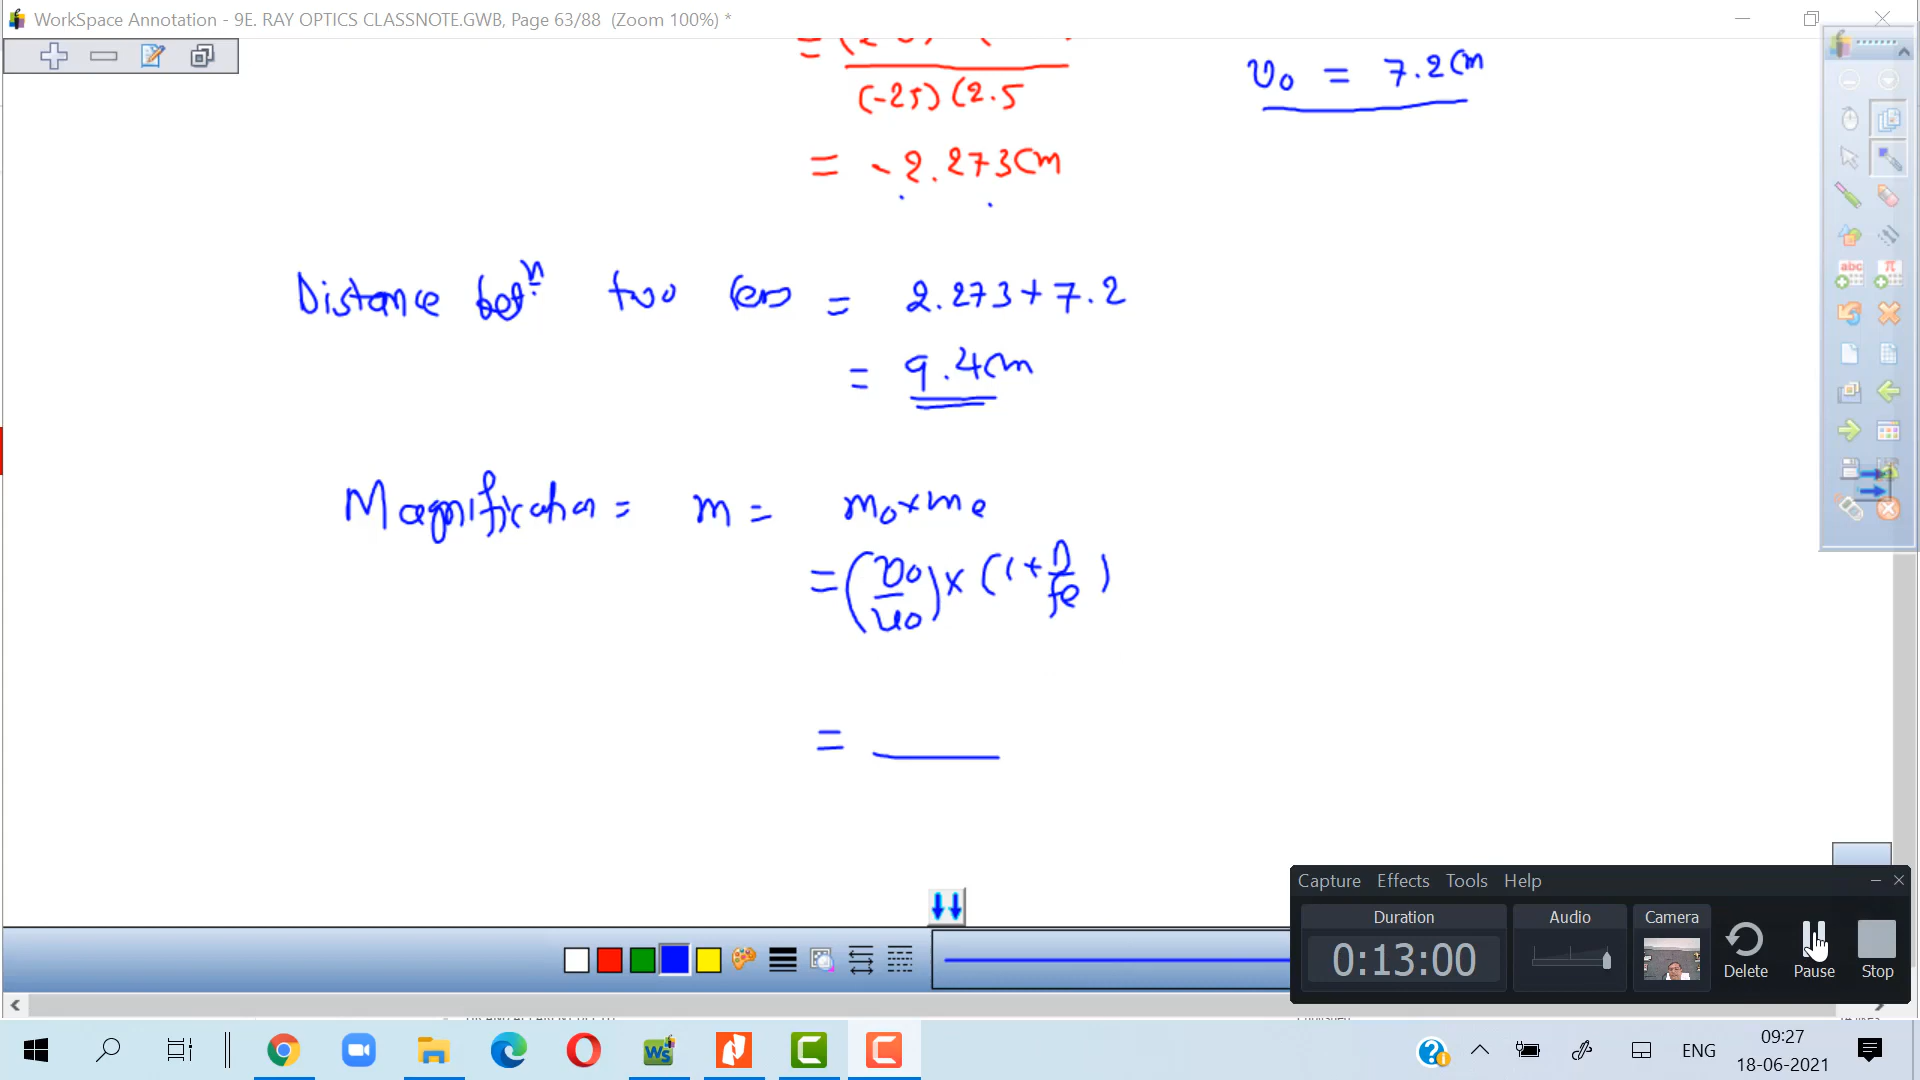 WorkSpace Annotation - 9E. RAY OPTICS CLASSNOTE.GWB, Page 63/88 (Zoom 100%) *
=
(-25) (2.5
= -2.273cm
v₀ = 7.2cm
Distance betⁿ two lens = 2.273 + 7.2
= 9.4cm
Magnification = m = m₀ × mₑ
= (v₀/u₀) × (1 + D/fe)
=
abc
π
Capture Effects Tools Help
Duration Audio Camera
0:13:00
Delete Pause Stop
WS
ENG
09:27
18-06-2021